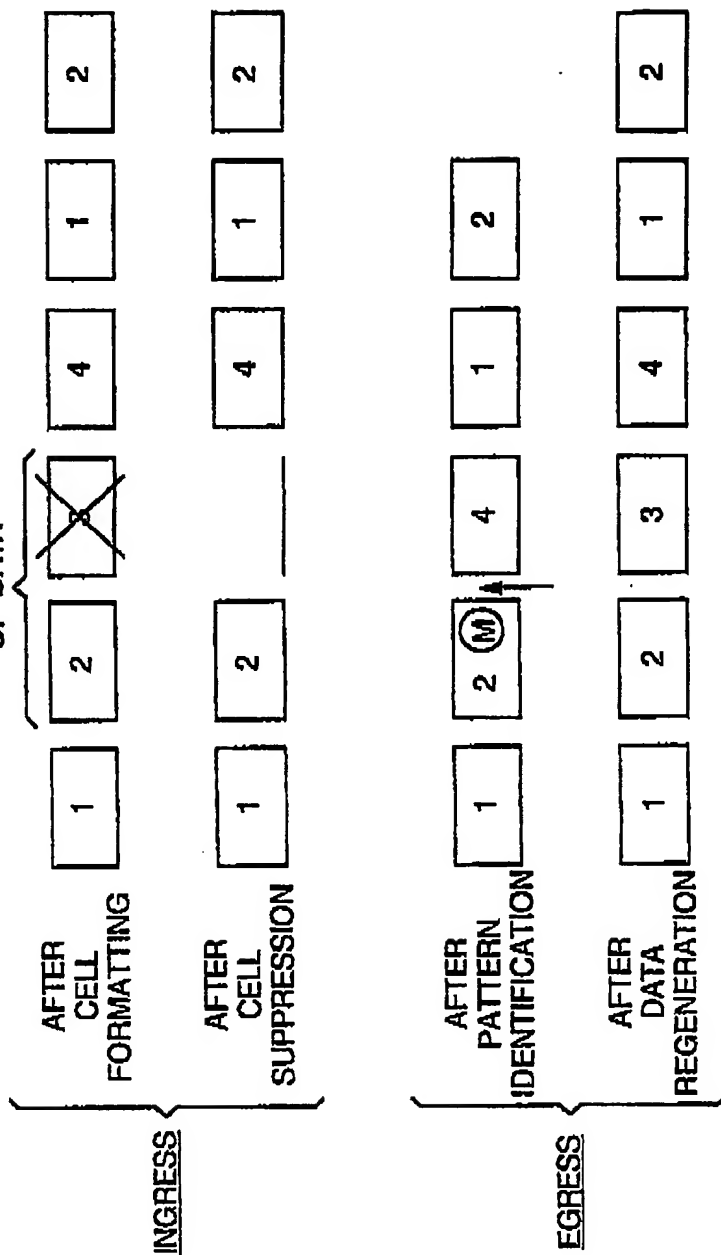 INGRESS
AFTER
CELL
FORMATTING
1 2 3 4 1 2
AFTER
CELL
SUPPRESSION
1 2 4 1 2
EGRESS
AFTER
PATTERN
IDENTIFICATION
1 2 M 4 1 2
AFTER
DATA
REGENERATION
1 2 3 4 1 2